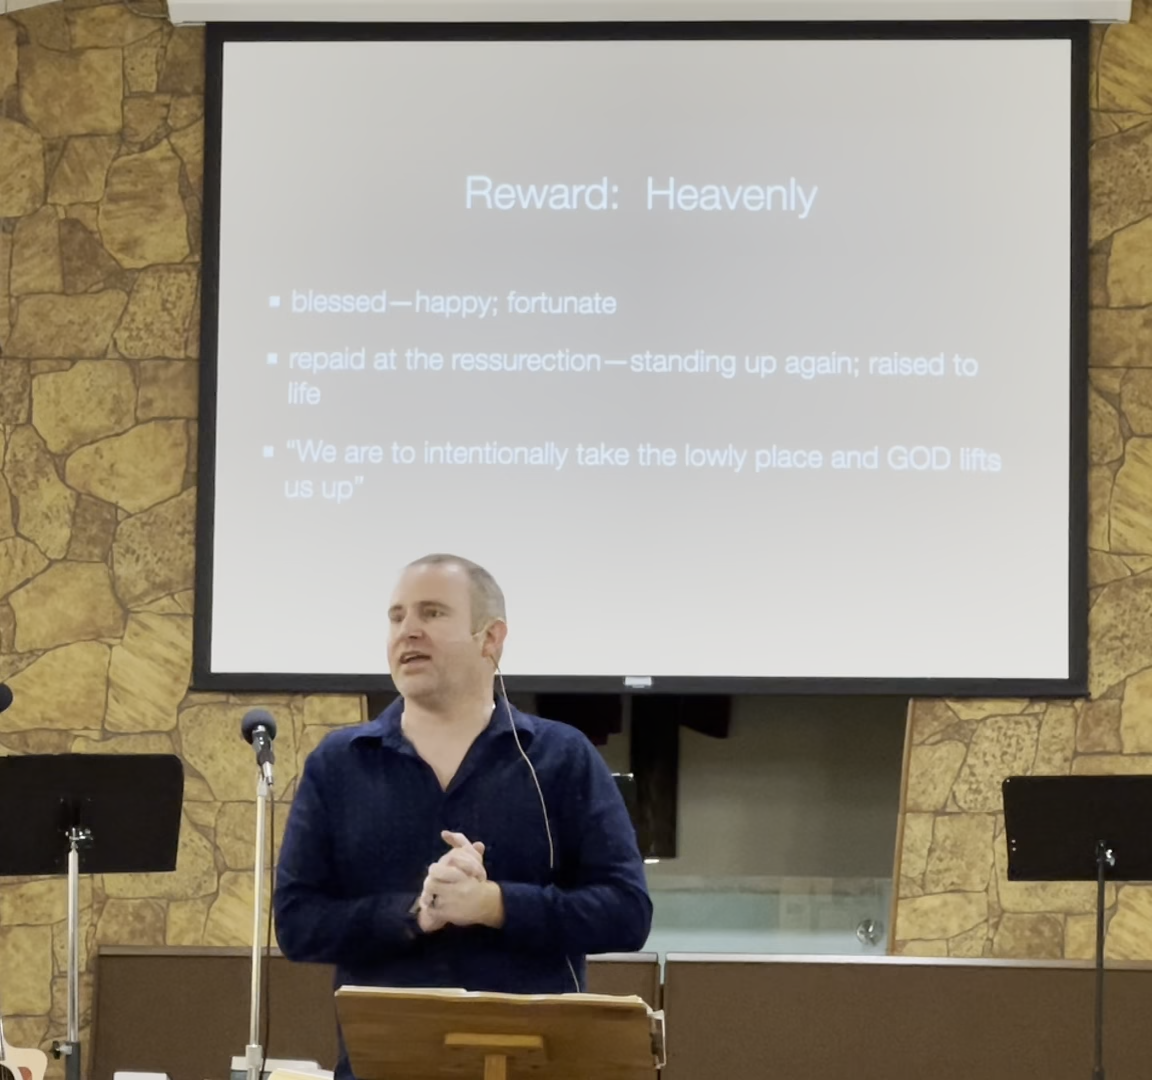 Reward:  Heavenly
▪ blessed—happy; fortunate
▪ repaid at the ressurection—standing up again; raised to
life
▪ “We are to intentionally take the lowly place and GOD lifts
us up”